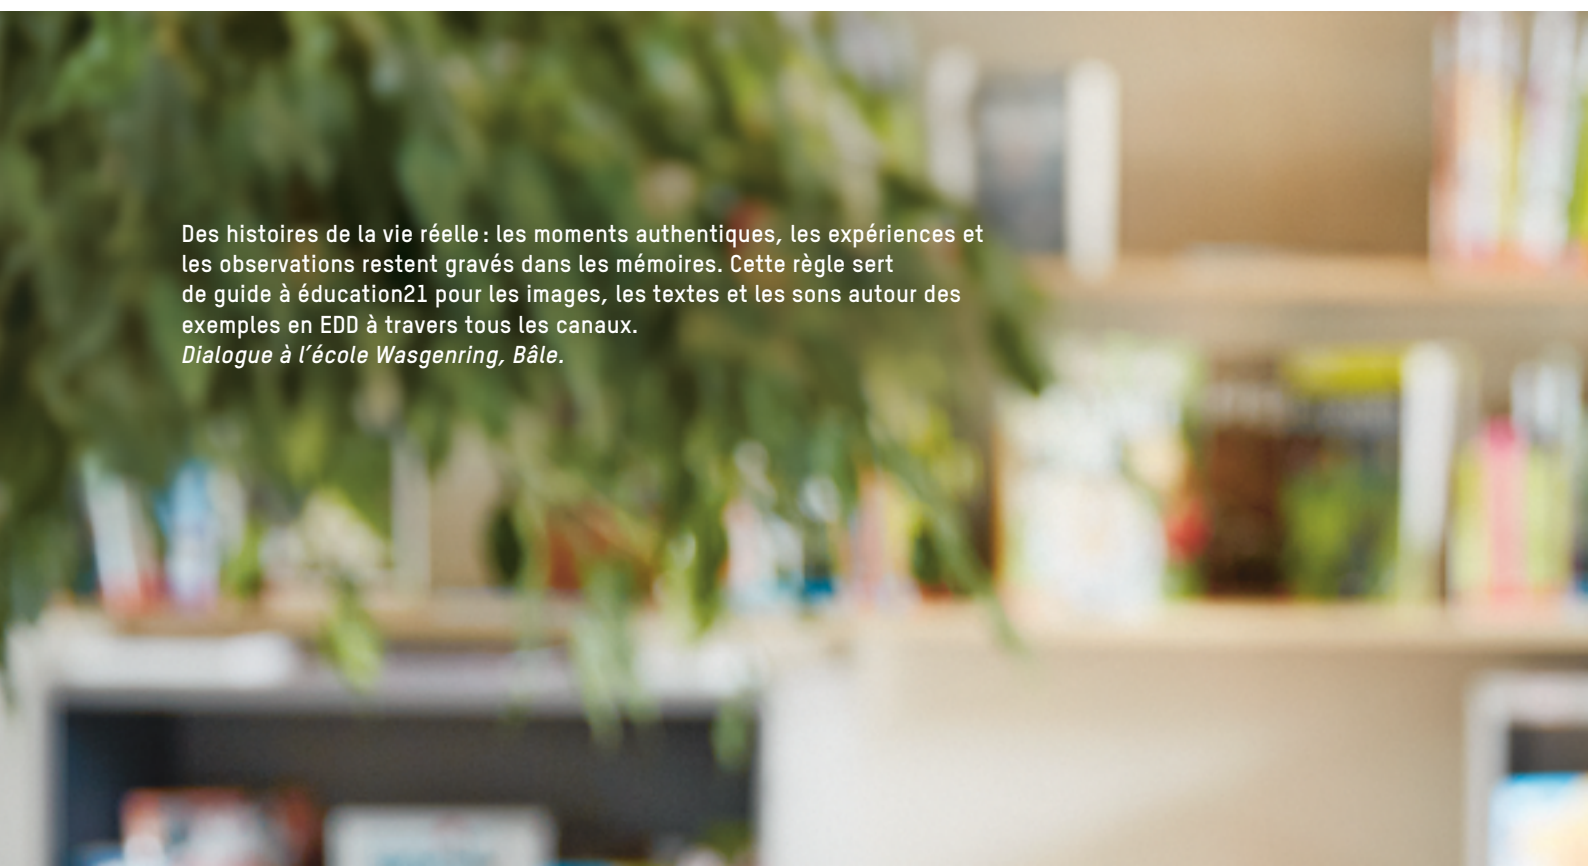 Des histoires de la vie réelle : les moments authentiques, les expériences et
les observations restent gravés dans les mémoires. Cette règle sert
de guide à éducation21 pour les images, les textes et les sons autour des
exemples en EDD à travers tous les canaux.
Dialogue à l’école Wasgenring, Bâle.